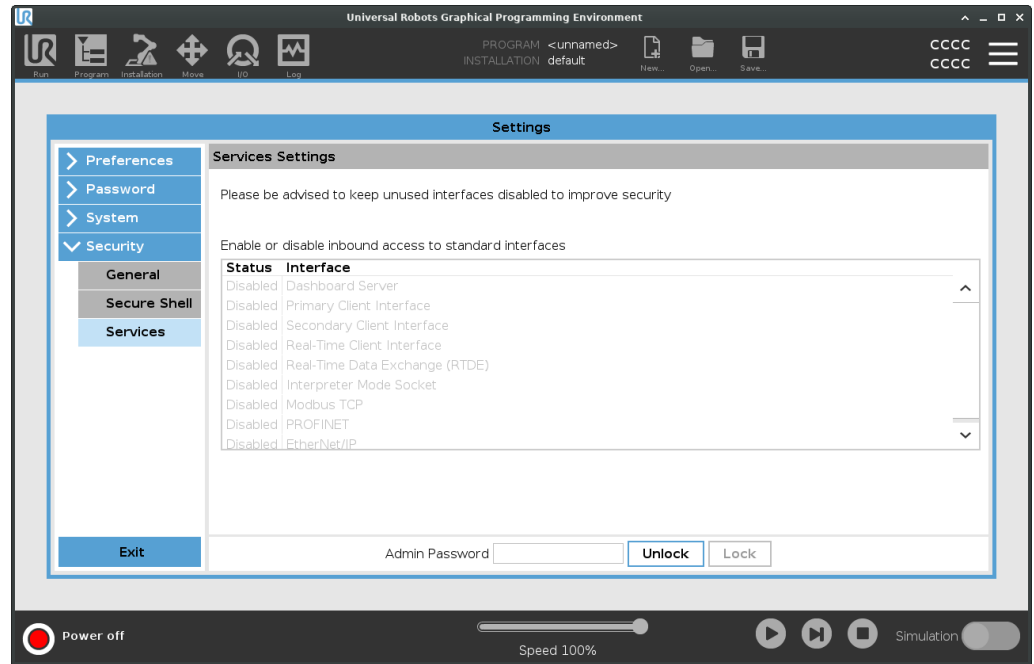 UR Universal Robots Graphical Programming Environment
UR PROGRAM <unnamed> CCCC
INSTALLATION default CCCC
Run Program Installation Move I/O Log New... Open... Save...
Settings
Preferences
Password
System
Security
General
Secure Shell
Services
Exit
Services Settings
Please be advised to keep unused interfaces disabled to improve security
Enable or disable inbound access to standard interfaces
Status Interface
Disabled Dashboard Server
Disabled Primary Client Interface
Disabled Secondary Client Interface
Disabled Real-Time Client Interface
Disabled Real-Time Data Exchange (RTDE)
Disabled Interpreter Mode Socket
Disabled Modbus TCP
Disabled PROFINET
Disabled EtherNet/IP
Admin Password Unlock Lock
Power off
Speed 100%
Simulation